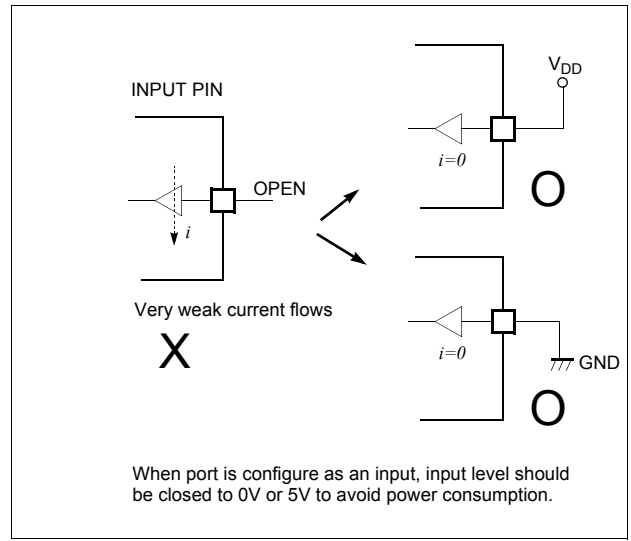 INPUT PIN
OPEN
i
Very weak current flows
X
VDD
i=0
O
i=0
GND
O
When port is configure as an input, input level should
be closed to 0V or 5V to avoid power consumption.